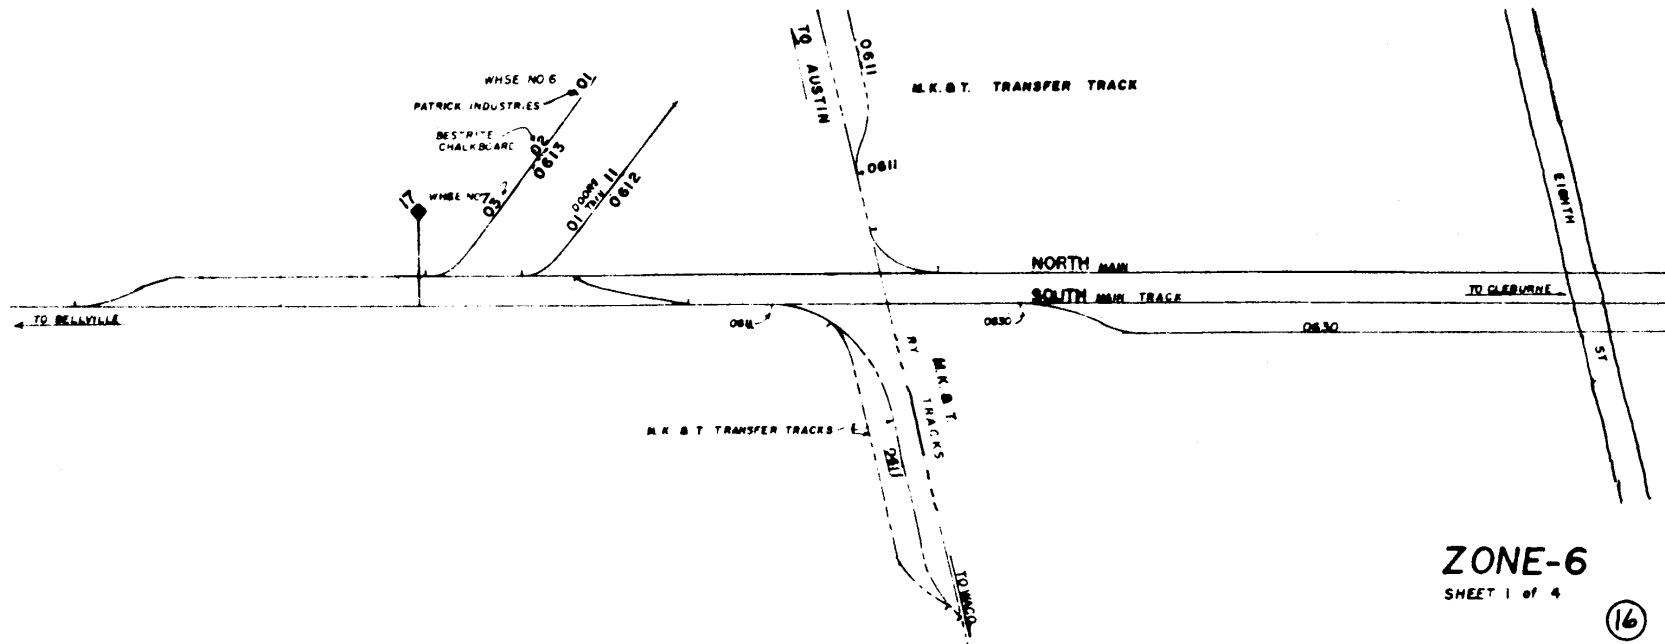 WHSE NO 6
01
PATRICK INDUSTRIES
BESTRITE
CHALKBOARD
02
0613
WHSE NO 7
03
17
01 DOORS THRU 11
0612
TO AUSTIN
0611
M.K. & T. TRANSFER TRACK
0611
EIGHTH
ST
NORTH MAIN
SOUTH MAIN TRACK
TO CLEBURNE
TO BELLVILLE
0611
0630
0630
RY
M.K. & T.
TRACKS
M.K & T TRANSFER TRACKS
TO WACO
ZONE-6
SHEET 1 of 4
16